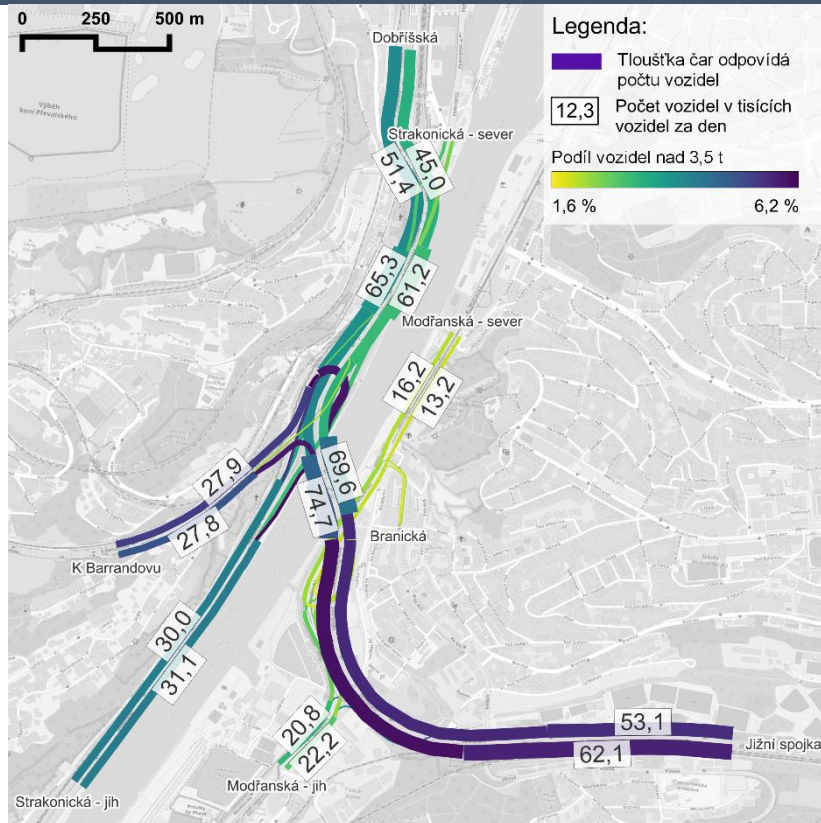 0 250 500 m
Dobříšská
Legenda:
Tloušťka čar odpovídá
počtu vozidel
12,3
Počet vozidel v tisících
vozidel za den
Podíl vozidel nad 3,5 t
1,6 %
6,2 %
Výběh
koní Převalského
Strakonická - sever
51,4
45,0
65,3
61,2
Modřanská - sever
16,2
13,2
27,9
27,8
69,6
74,7
Branická
K Barrandovu
30,0
31,1
20,8
22,2
53,1
62,1
Jižní spojka
Modřanská - jih
Strakonická - jih